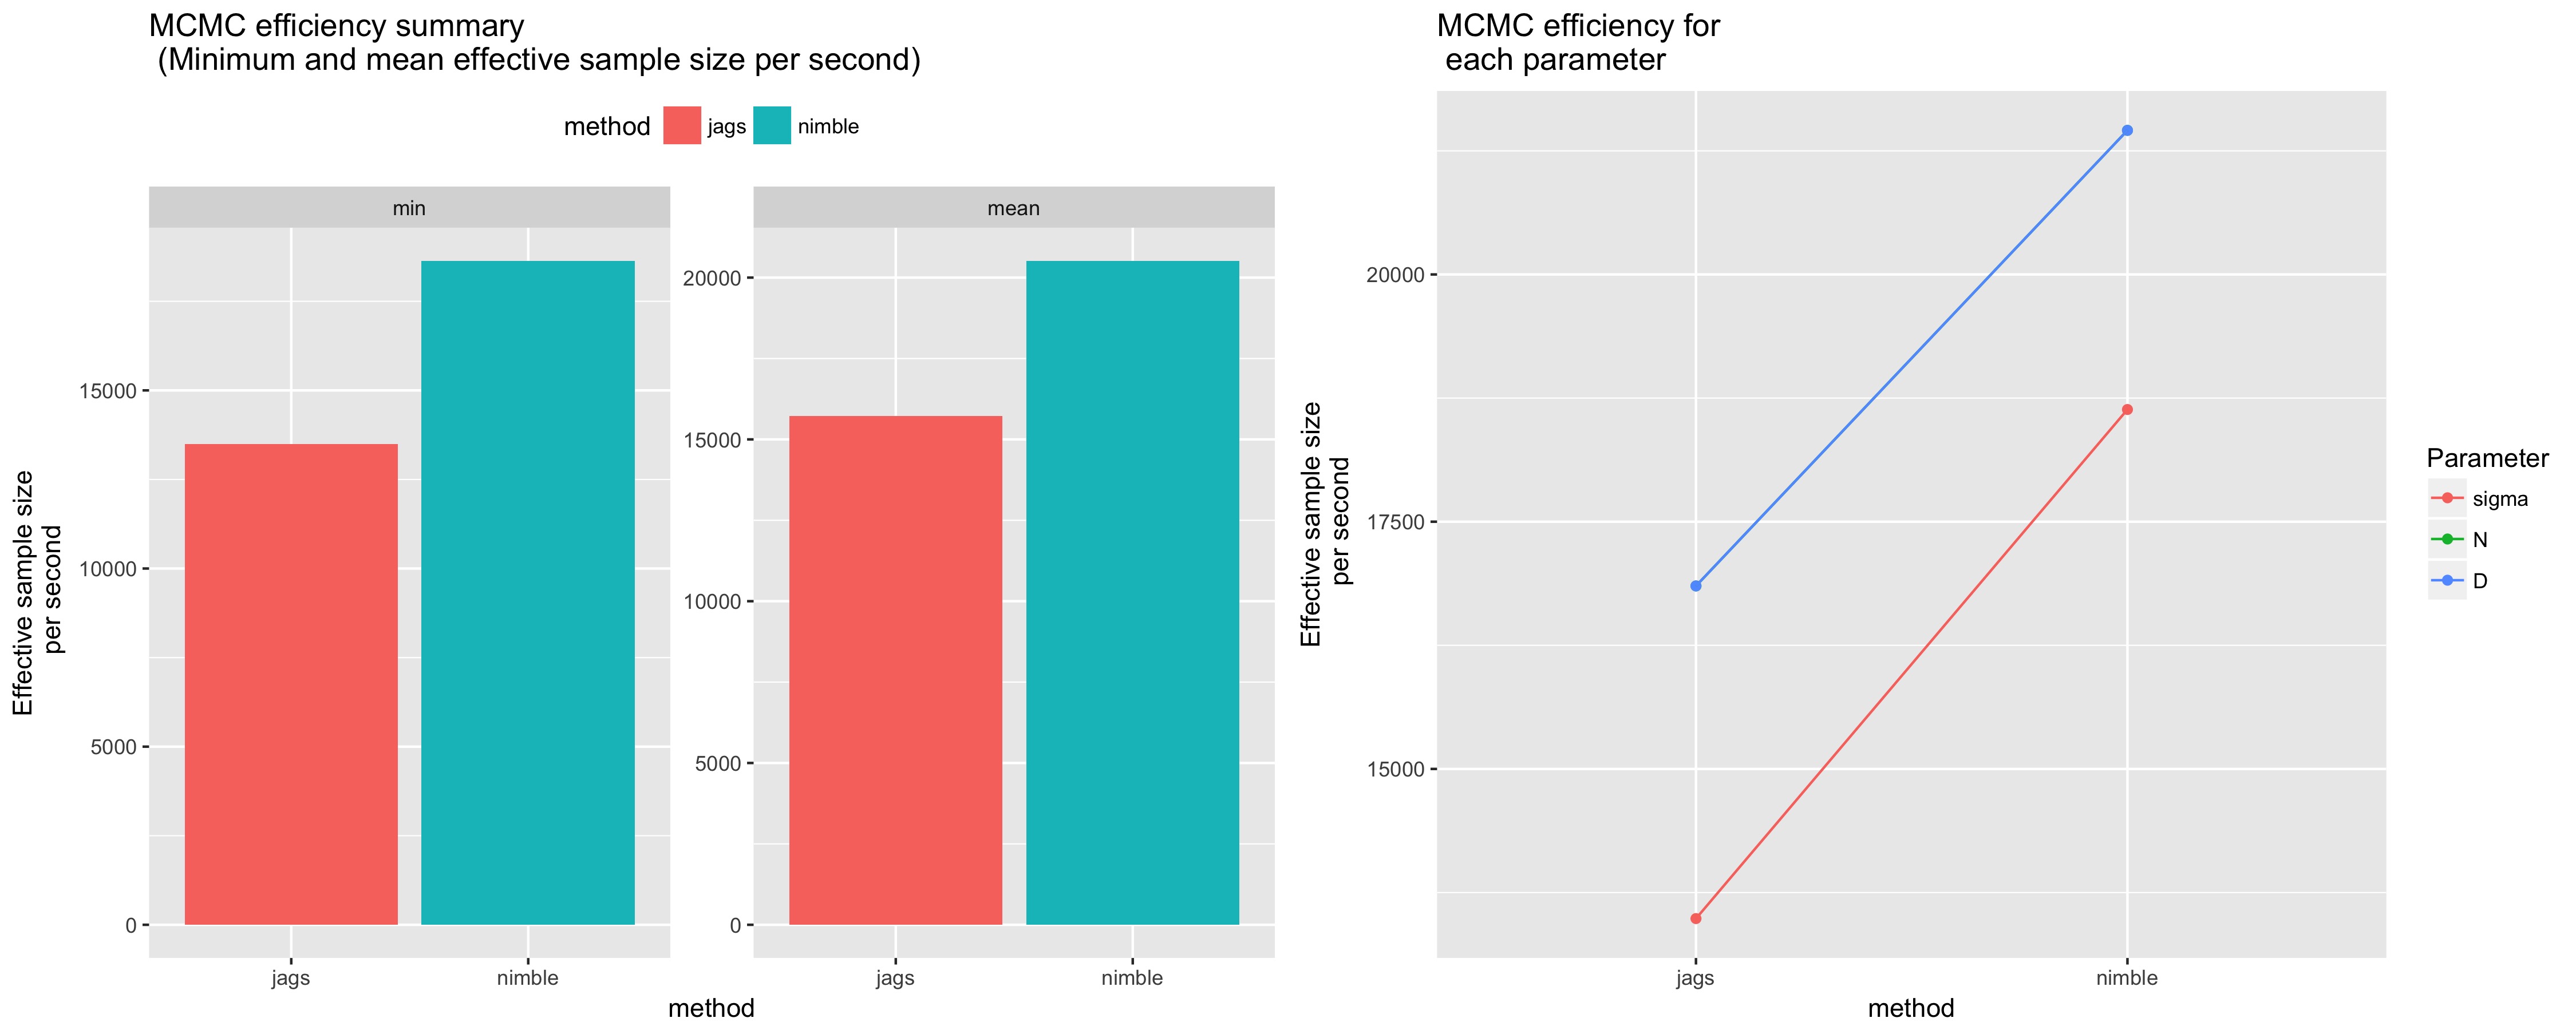 MCMC efficiency summary
(Minimum and mean effective sample size per second)
method
jags
nimble
min
mean
Effective sample size
per second
15000
10000
5000
0
20000
15000
10000
5000
0
jags
nimble
jags
nimble
method
MCMC efficiency for
each parameter
Effective sample size
per second
20000
17500
15000
jags
nimble
method
Parameter
sigma
N
D